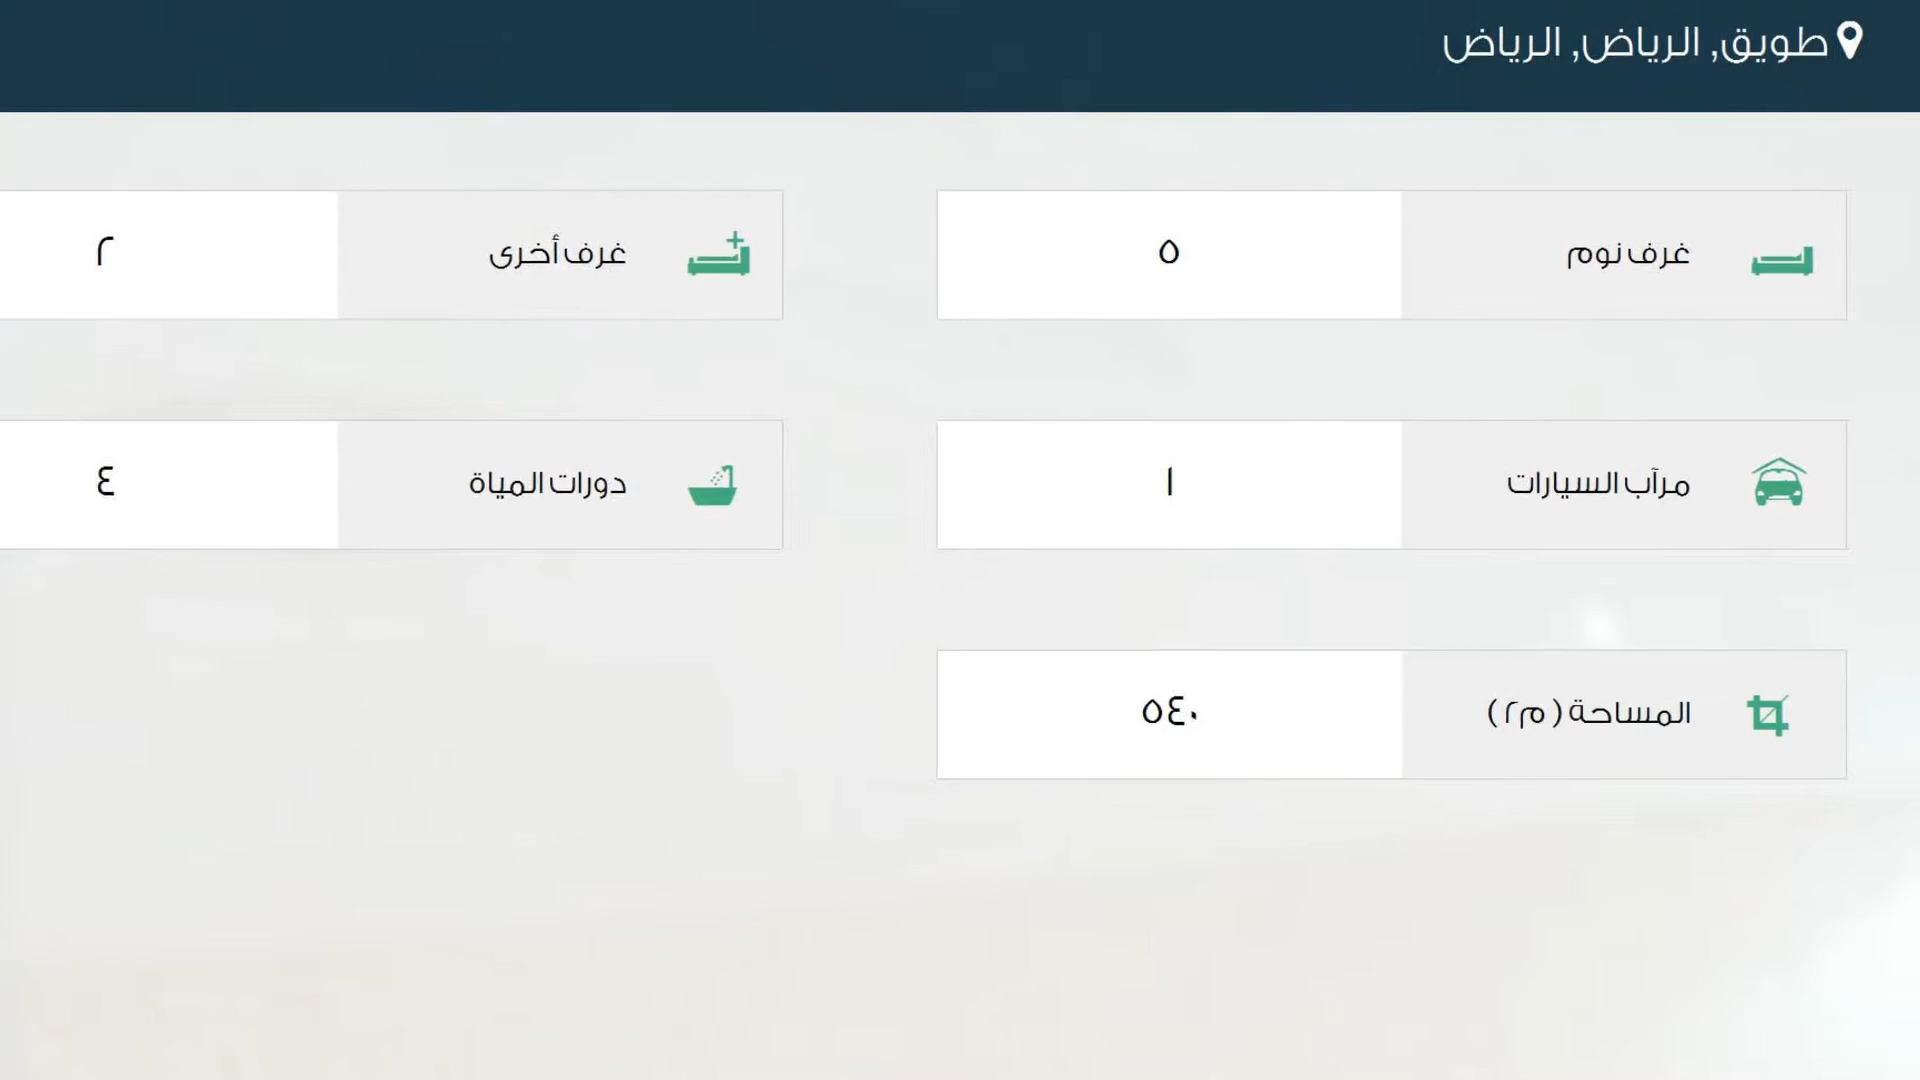 طويق, الرياض, الرياض
غرف نوم
٥
غرف أخرى
٢
مرآب السيارات
١
دورات المياة
٤
المساحة (م٢)
٥٤٠